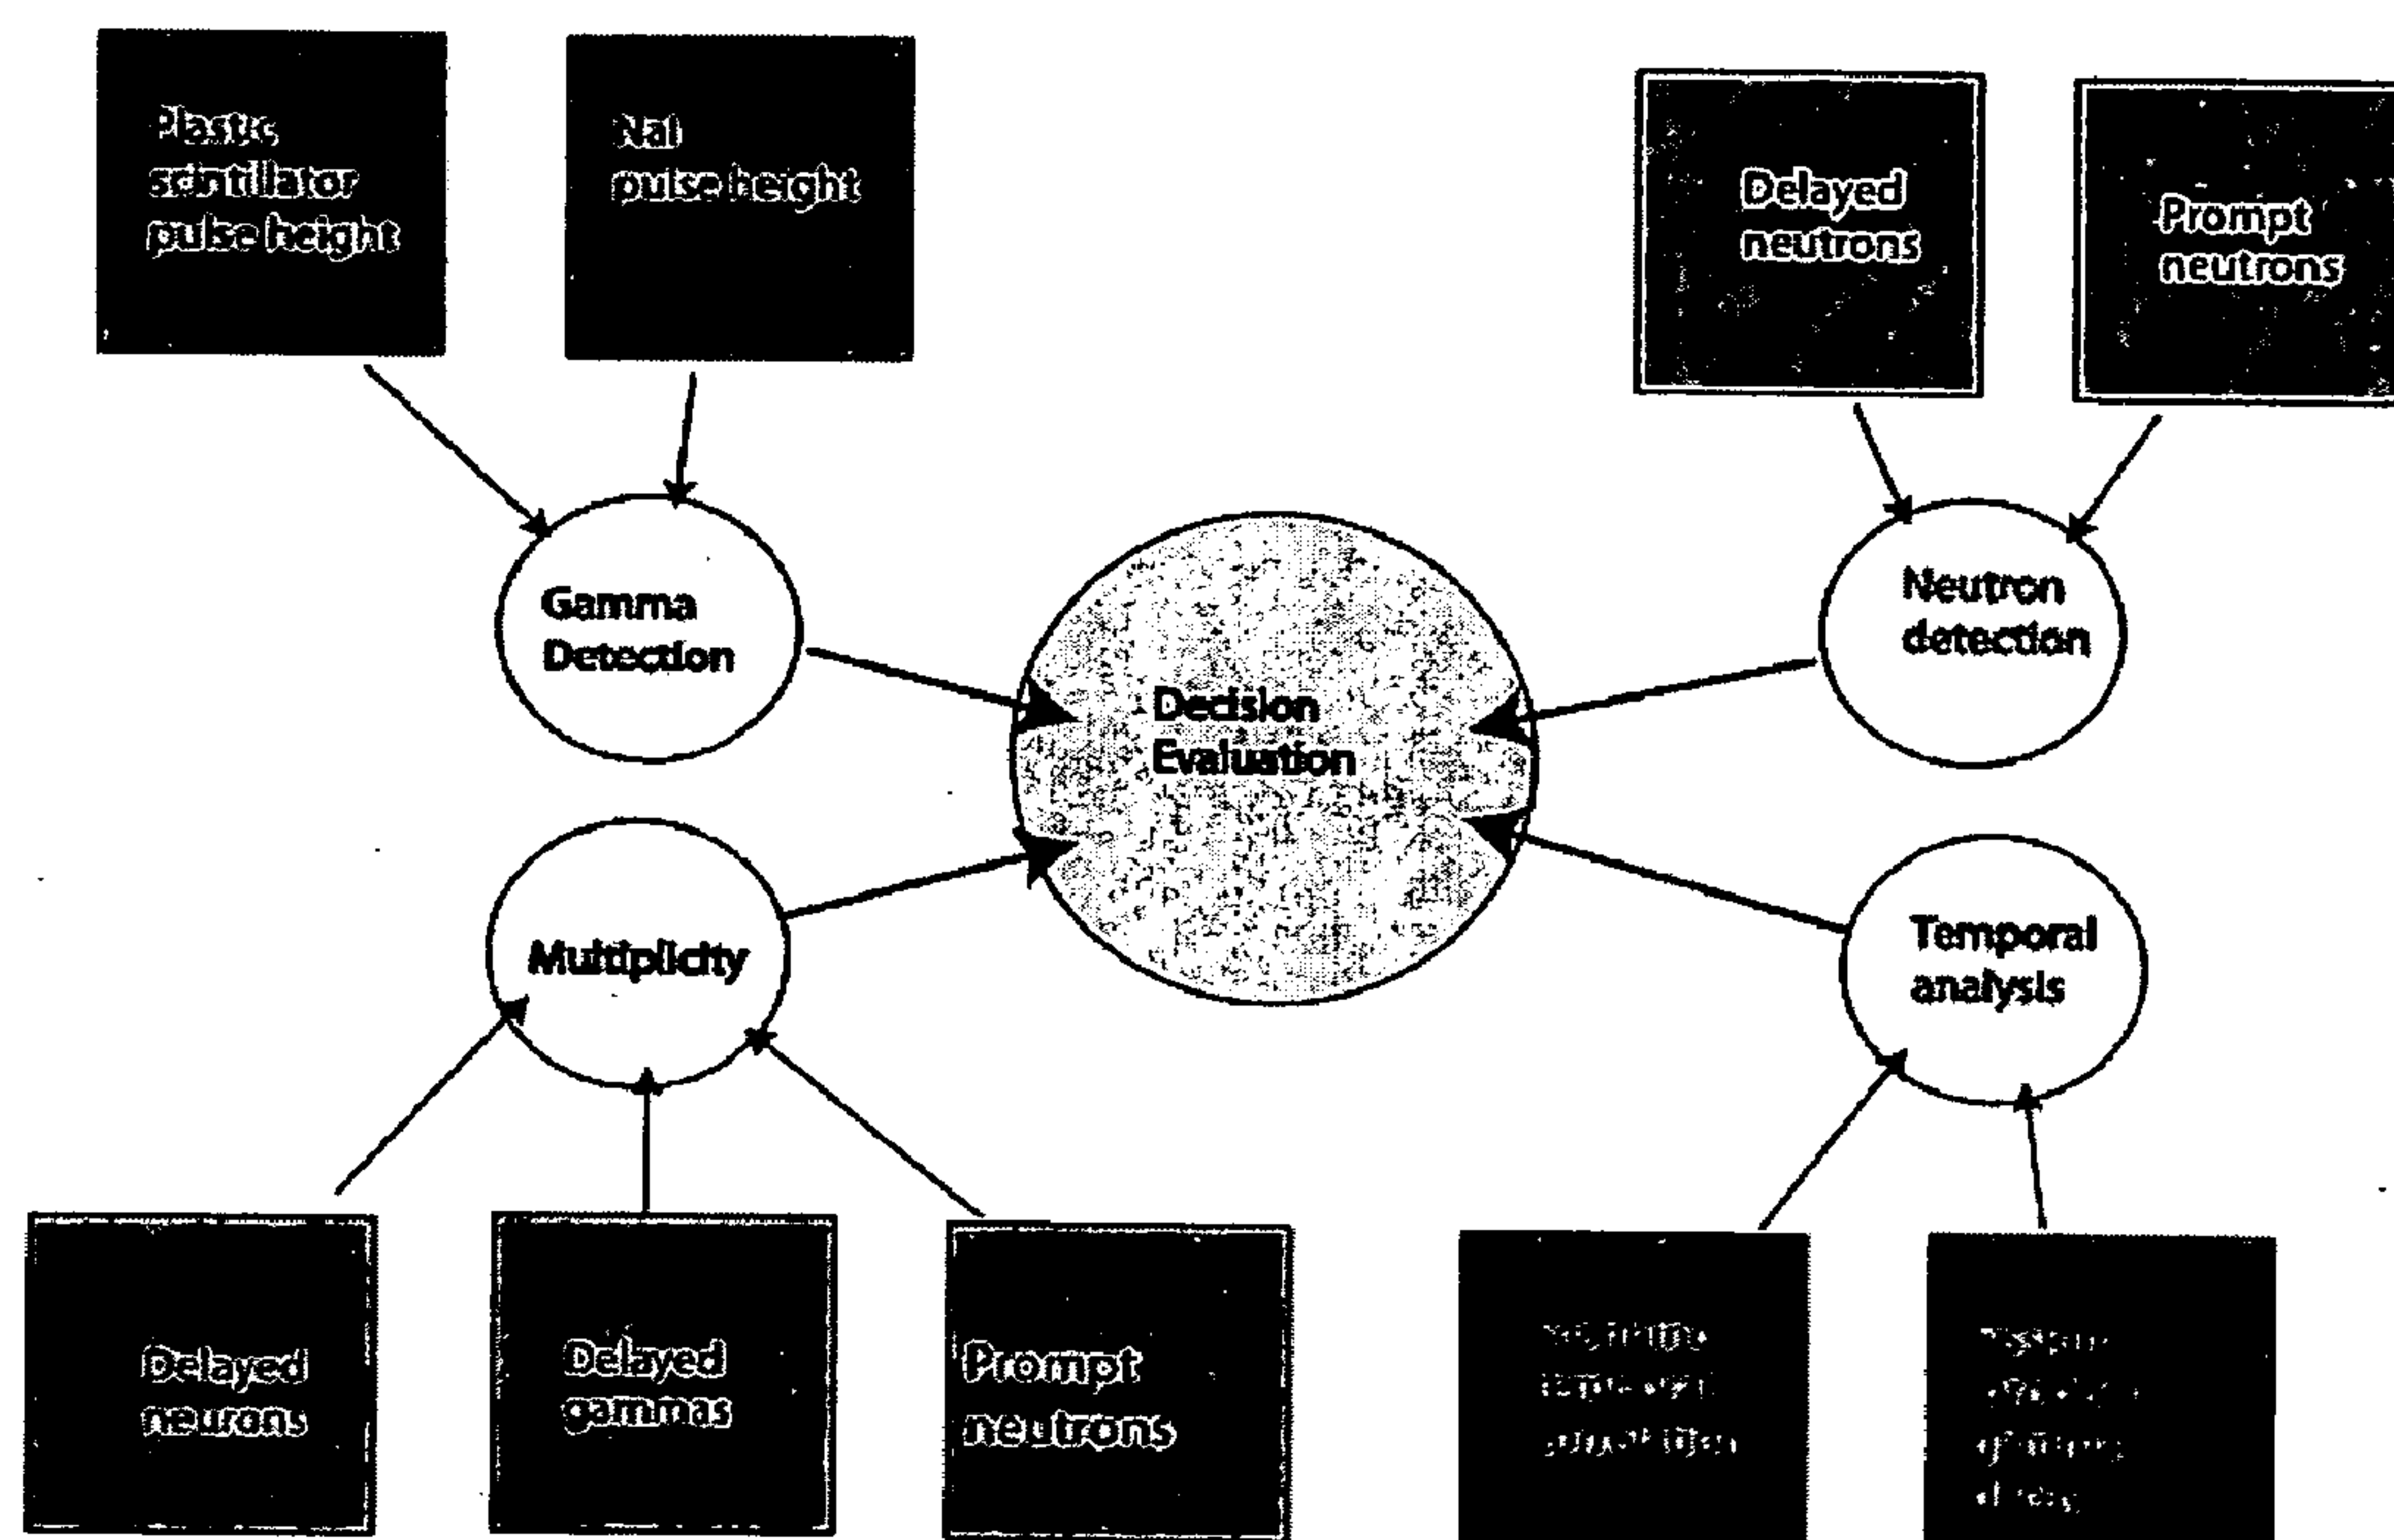 Plastic
scintillator
pulse height
NaI
pulse height
Delayed
neutrons
Prompt
neutrons
Gamma
Detection
Decision
Evaluation
Neutron
detection
Multiplicity
Temporal
analysis
Delayed
neurons
Delayed
gammas
Prompt
neutrons